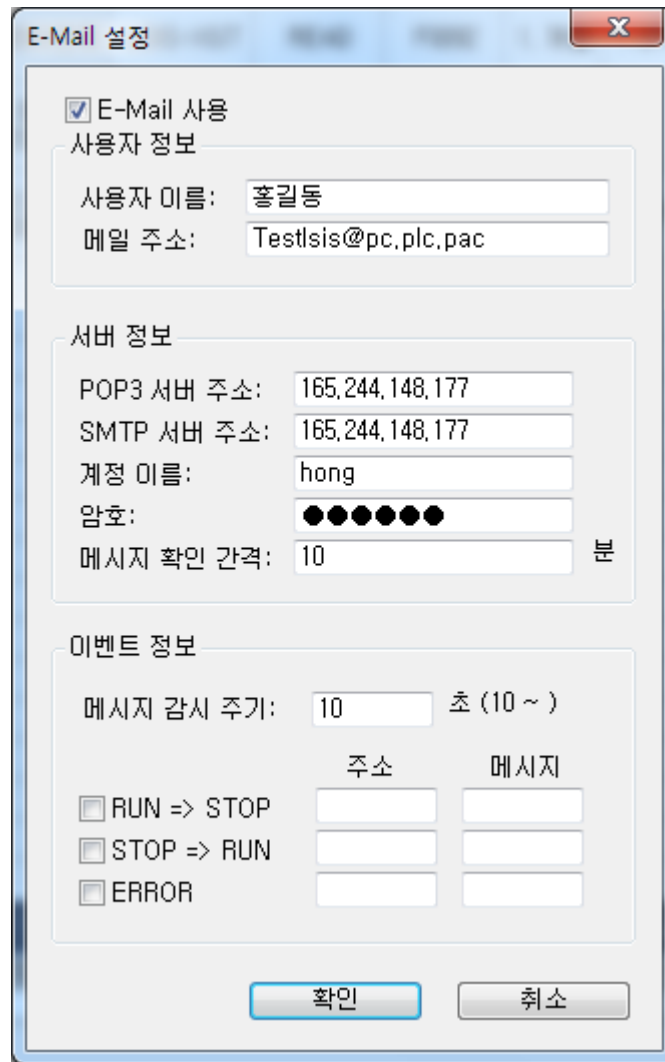 E-Mail 설정
E-Mail 사용
사용자 정보
사용자 이름: 홍길동
메일 주소: Testlsis@pc,plc,pac
서버 정보
POP3 서버 주소: 165,244,148,177
SMTP 서버 주소: 165,244,148,177
계정 이름: hong
암호: ●●●●●●
메시지 확인 간격: 10 분
이벤트 정보
메시지 감시 주기: 10 초 (10 ~ )
주소 메시지
RUN => STOP
STOP => RUN
ERROR
확인 취소